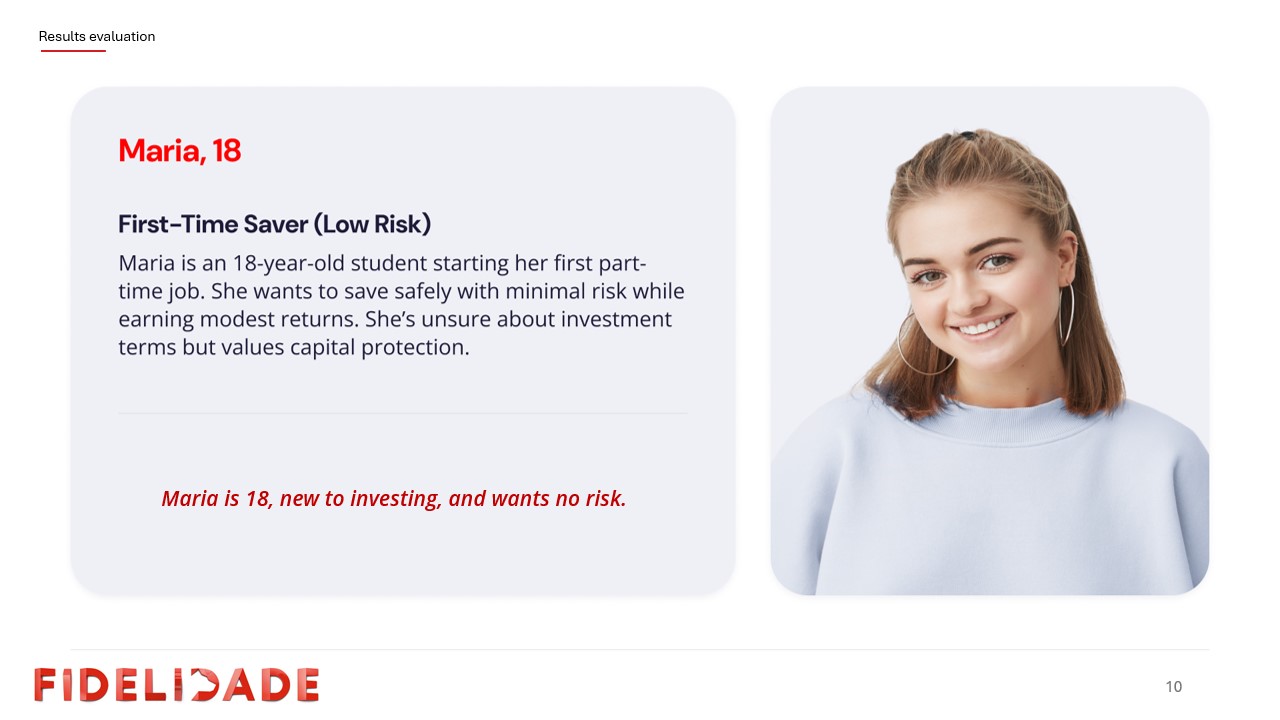 Results evaluation
Maria, 18
First-Time Saver (Low Risk)
Maria is an 18-year-old student starting her first part-
time job. She wants to save safely with minimal risk while
earning modest returns. She’s unsure about investment
terms but values capital protection.
Maria is 18, new to investing, and wants no risk.
FIDELIDADE
10